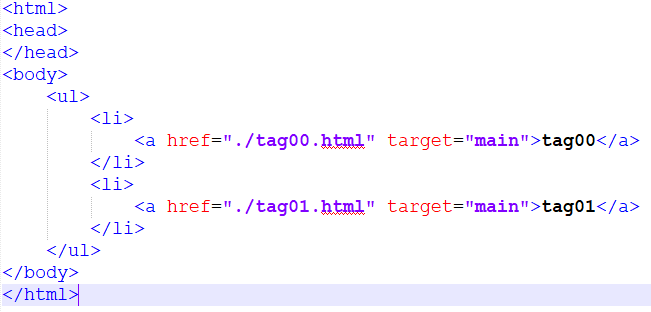 <html>
<head>
</head>
<body>
    <ul>
        <li>
            <a href="./tag00.html" target="main">tag00</a>
        </li>
        <li>
            <a href="./tag01.html" target="main">tag01</a>
        </li>
    </ul>
</body>
</html>